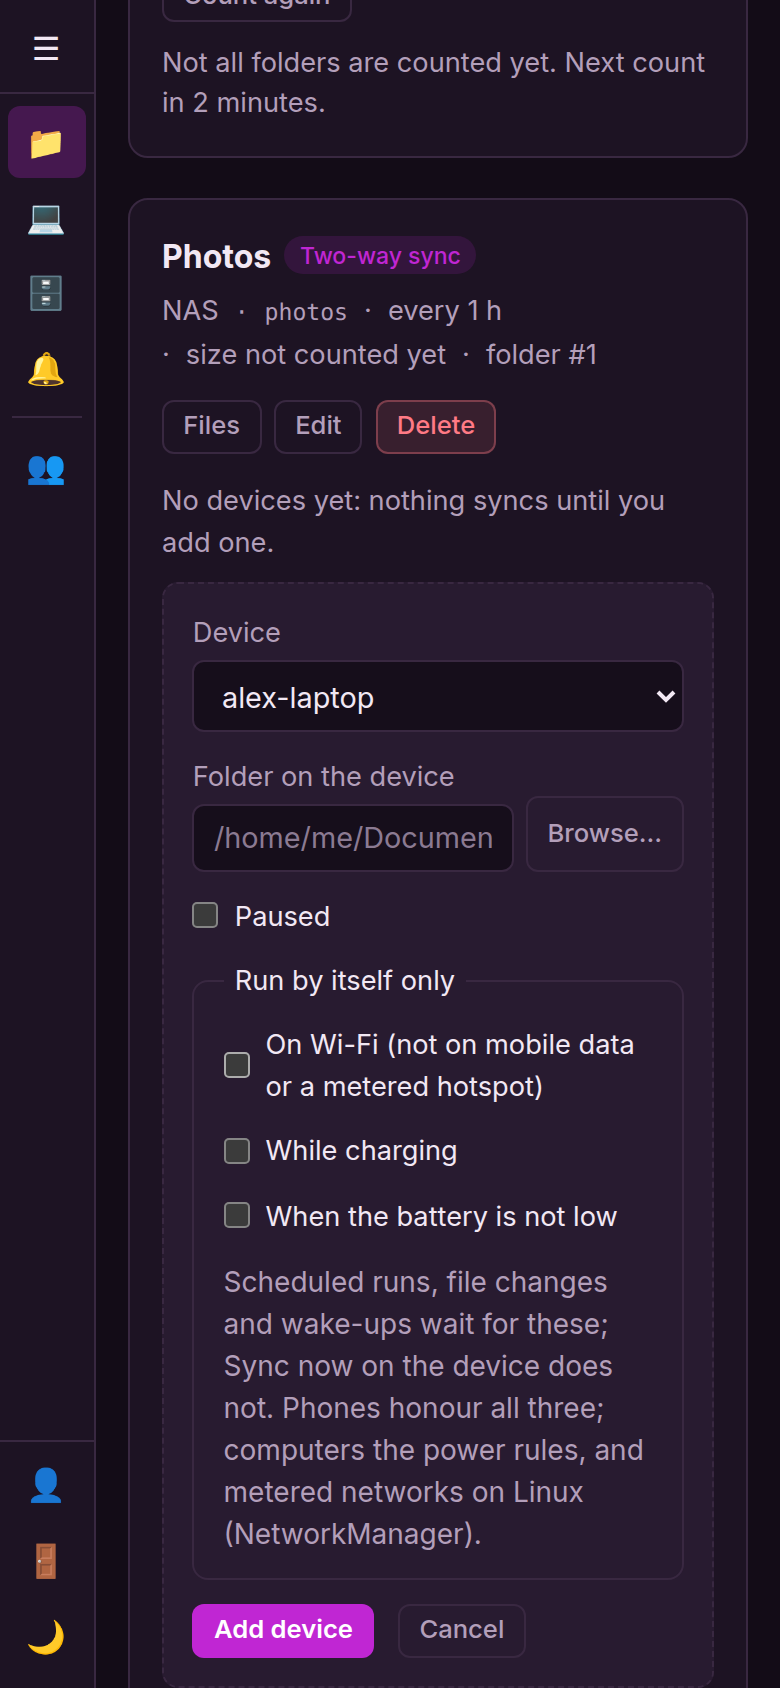 Count again
Not all folders are counted yet. Next count
in 2 minutes.
Photos Two-way sync
NAS · photos · every 1 h
· size not counted yet · folder #1
Files Edit Delete
No devices yet: nothing syncs until you
add one.
Device
alex-laptop
Folder on the device
/home/me/Documen Browse...
Paused
Run by itself only
On Wi-Fi (not on mobile data
or a metered hotspot)
While charging
When the battery is not low
Scheduled runs, file changes
and wake-ups wait for these;
Sync now on the device does
not. Phones honour all three;
computers the power rules, and
metered networks on Linux
(NetworkManager).
Add device Cancel